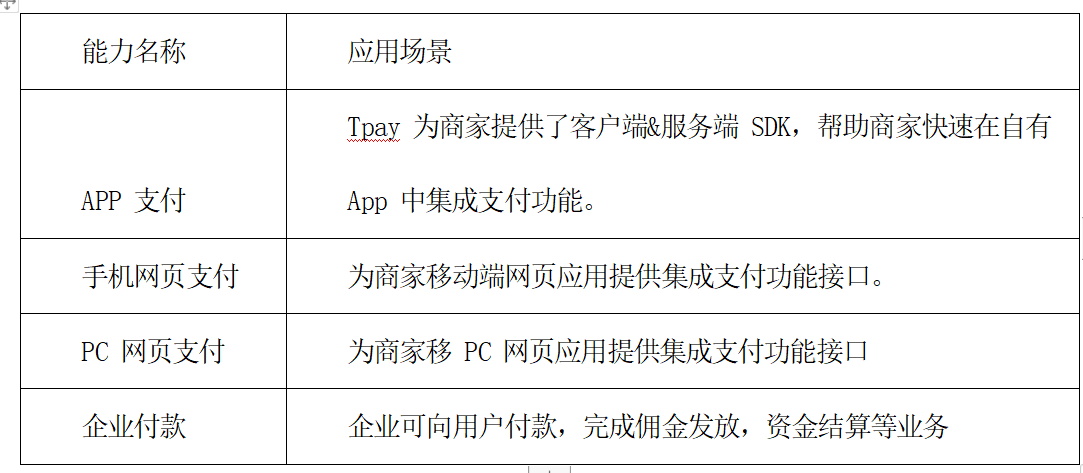 能力名称 应用场景
Tpay 为商家提供了客户端&服务端 SDK，帮助商家快速在自有
APP 支付 App 中集成支付功能。
手机网页支付 为商家移动端网页应用提供集成支付功能接口。
PC 网页支付 为商家移 PC 网页应用提供集成支付功能接口
企业付款 企业可向用户付款，完成佣金发放，资金结算等业务